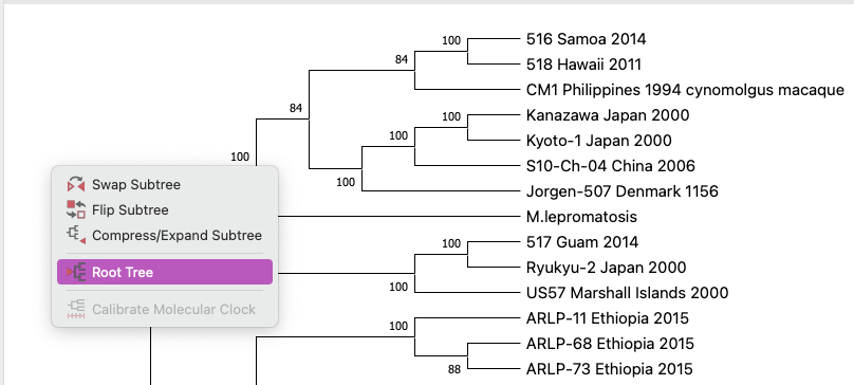 100
516 Samoa 2014
84
518 Hawaii 2011
CM1 Philippines 1994 cynomolgus macaque
84
100
Kanazawa Japan 2000
100
Kyoto-1 Japan 2000
100
S10-Ch-04 China 2006
100
Jorgen-507 Denmark 1156
M.lepromatosis
100
517 Guam 2014
Ryukyu-2 Japan 2000
100
US57 Marshall Islands 2000
100
ARLP-11 Ethiopia 2015
ARLP-68 Ethiopia 2015
88
ARLP-73 Ethiopia 2015
Swap Subtree
Flip Subtree
Compress/Expand Subtree
Root Tree
Calibrate Molecular Clock